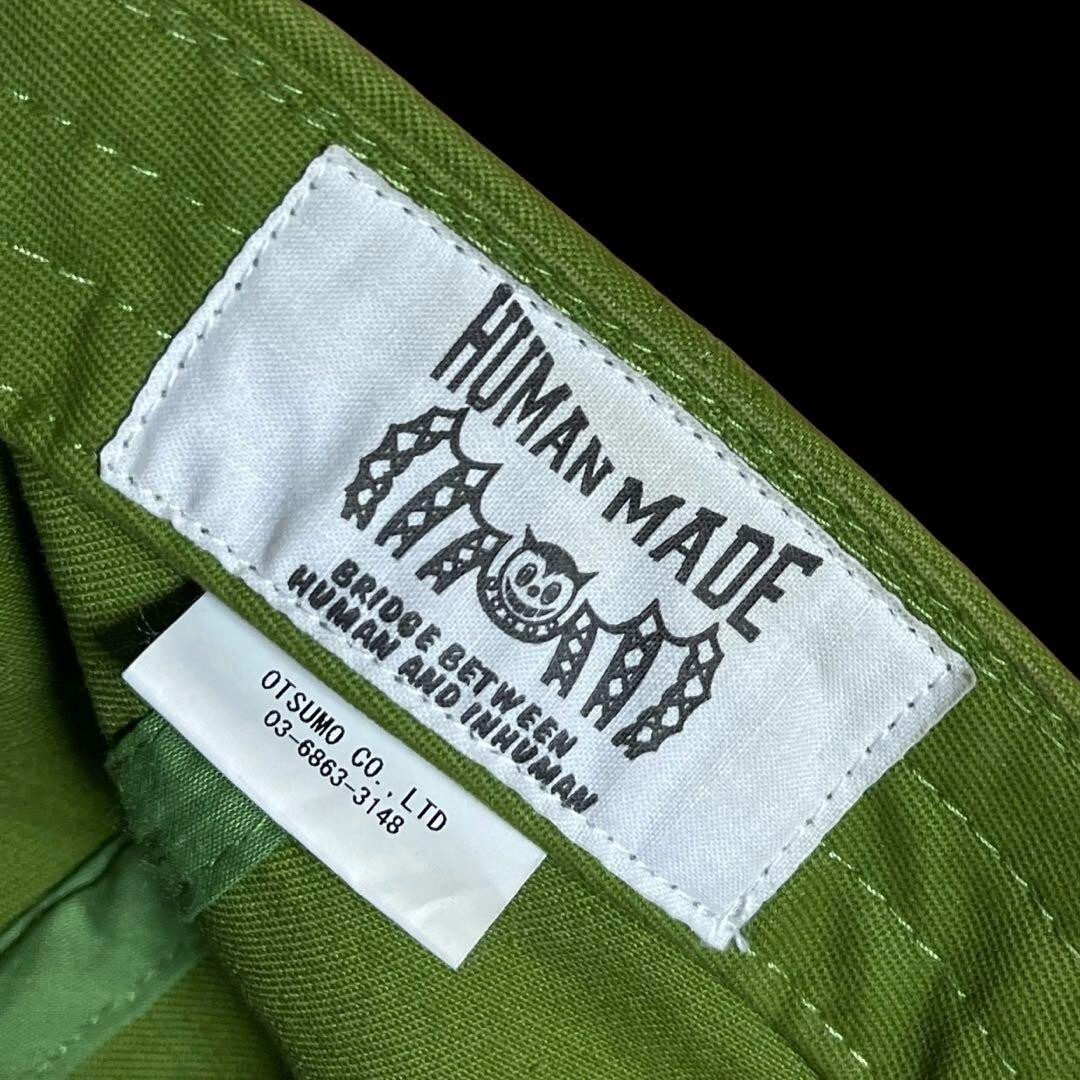 HUMAN MADE
BRIDGE BETWEEN
HUMAN AND INHUMAN
OTSUMO CO., LTD
03-6863-3148